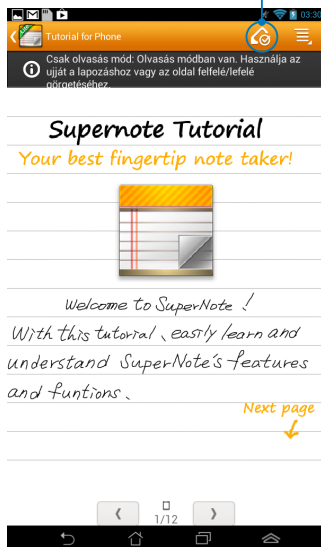 03:30
Tutorial for Phone
Csak olvasás mód: Olvasás módban van. Használja az
ujját a lapozáshoz vagy az oldal felfelé/lefelé
görgetéséhez.
Supernote Tutorial
Your best fingertip note taker!
Welcome to SuperNote !
With this tutorial、easily learn and
understand SuperNote's features
and funtions、
Next page
1/12